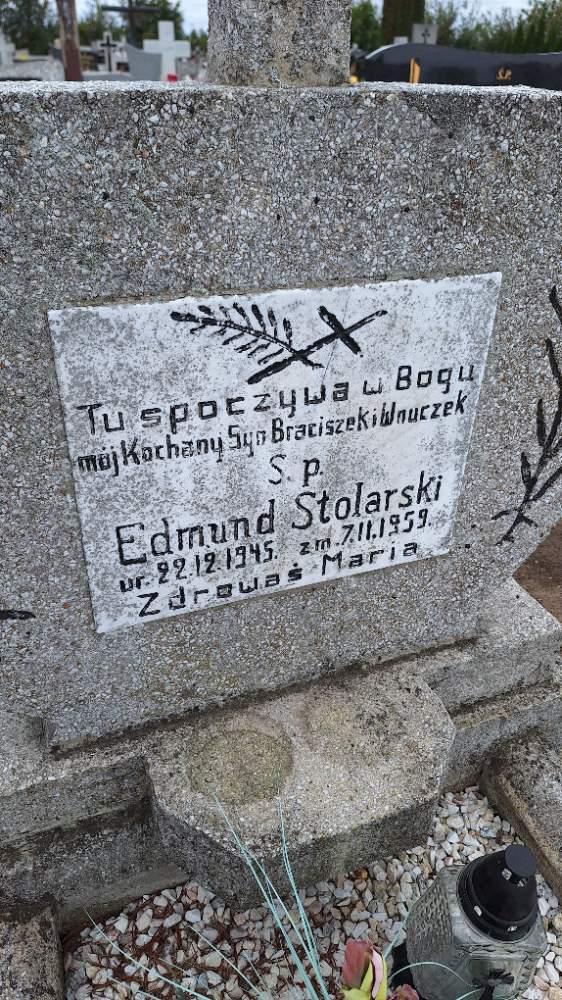 Ś.P.
Tu spoczywa w Bogu
mój Kochany Syn Braciszek i Wnuczek
Ś. p.
Edmund Stolarski
ur. 22.12.1945. zm. 7.11.1959.
Zdrowaś Maria